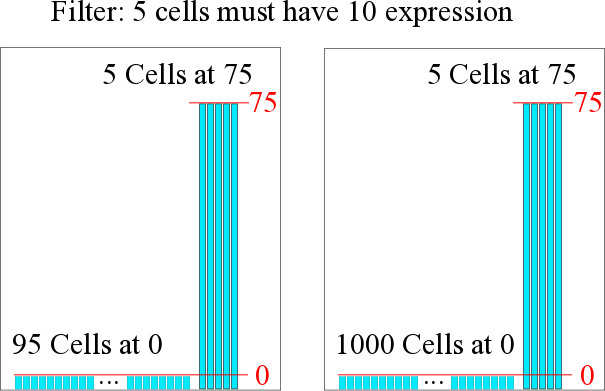 Filter: 5 cells must have 10 expression
5 Cells at 75
75
95 Cells at 0
...
0
5 Cells at 75
75
1000 Cells at 0
...
0